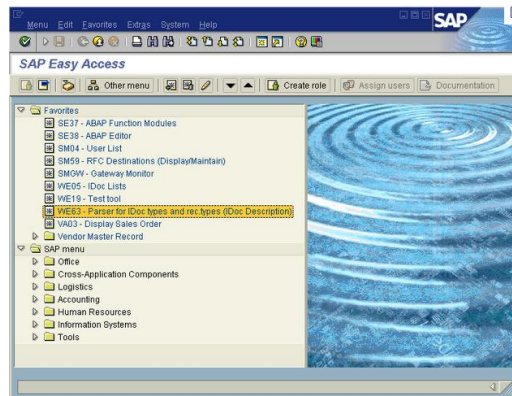 Menu Edit Favorites Extras System Help
SAP
SAP Easy Access
Other menu Create role Assign users Documentation
Favorites
SE37 - ABAP Function Modules
SE38 - ABAP Editor
SM04 - User List
SM59 - RFC Destinations (Display/Maintain)
SMGW - Gateway Monitor
WE05 - IDoc Lists
WE19 - Test tool
WE63 - Parser for IDoc types and rec.types (IDoc Description)
VA03 - Display Sales Order
Vendor Master Record
SAP menu
Office
Cross-Application Components
Logistics
Accounting
Human Resources
Information Systems
Tools